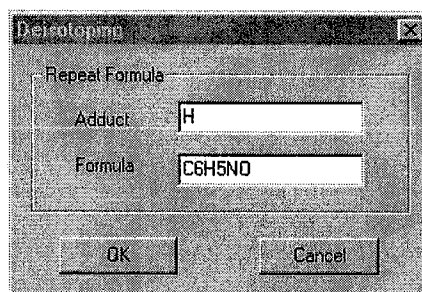 Deisotoping
Repeat Formula
Adduct H
Formula C6H5NO
OK Cancel